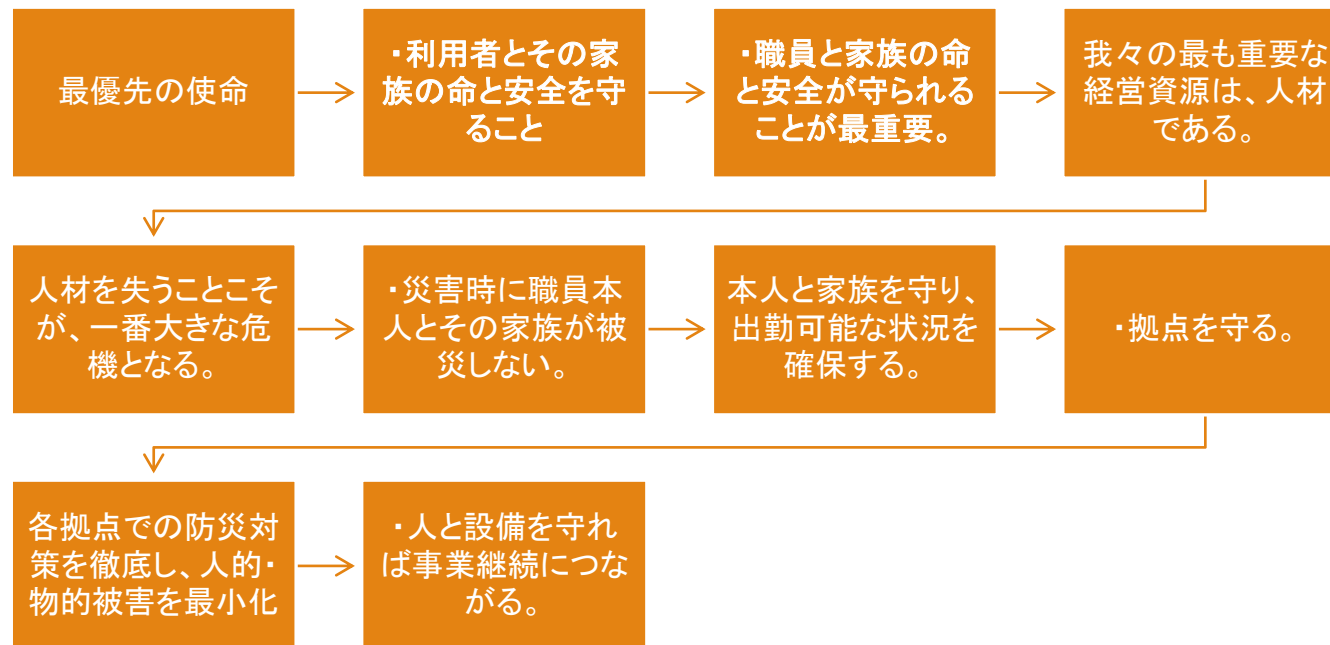 最優先の使命
・利用者とその家
族の命と安全を守
ること
・職員と家族の命
と安全が守られる
ことが最重要。
我々の最も重要な
経営資源は、人材
である。
人材を失うことこそ
が、一番大きな危
機となる。
・災害時に職員本
人とその家族が被
災しない。
本人と家族を守り、
出勤可能な状況を
確保する。
・拠点を守る。
各拠点での防災対
策を徹底し、人的・
物的被害を最小化
・人と設備を守れ
ば事業継続につな
がる。